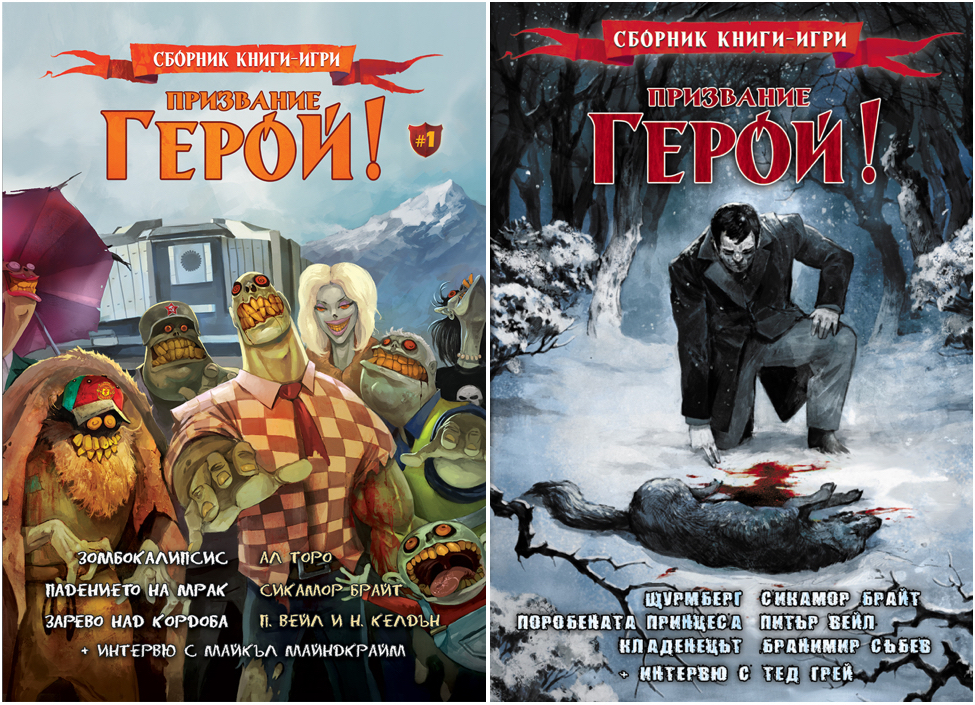 СБОРНИК КНИГИ-ИГРИ
ПРИЗВАНИЕ
ГЕРОЙ!
#1
ЗОМБОКАЛИПСИС АЛ ТОРО
ПАДЕНИЕТО НА МРАК СИКАМОР БРАЙТ
ЗАРЕВО НАД КОРДОБА П. ВЕЙЛ И Н. КЕЛДЪН
+ ИНТЕРВЮ С МАЙКЪЛ МАЙНДКРАЙМ
СБОРНИК КНИГИ-ИГРИ
ПРИЗВАНИЕ
ГЕРОЙ!
ЩУРМБЕРГ СИКАМОР БРАЙТ
ПОРОБЕНАТА ПРИНЦЕСА ПИТЪР ВЕЙЛ
КЛАДЕНЕЦЪТ БРАНИМИР СЪБЕВ
+ ИНТЕРВЮ С ТЕД ГРЕЙ